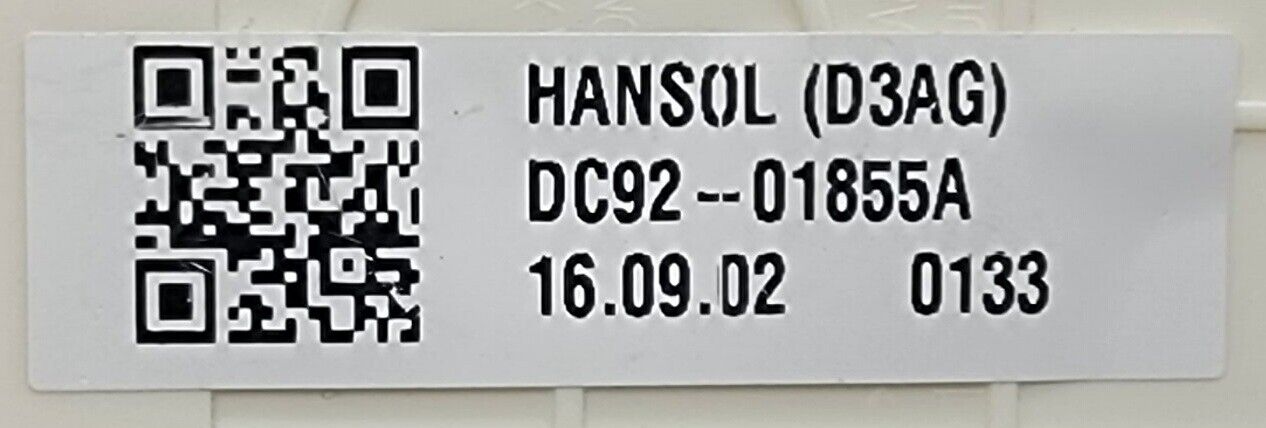 HANSOL (D3AG)
DC92--01855A
16.09.02 0133